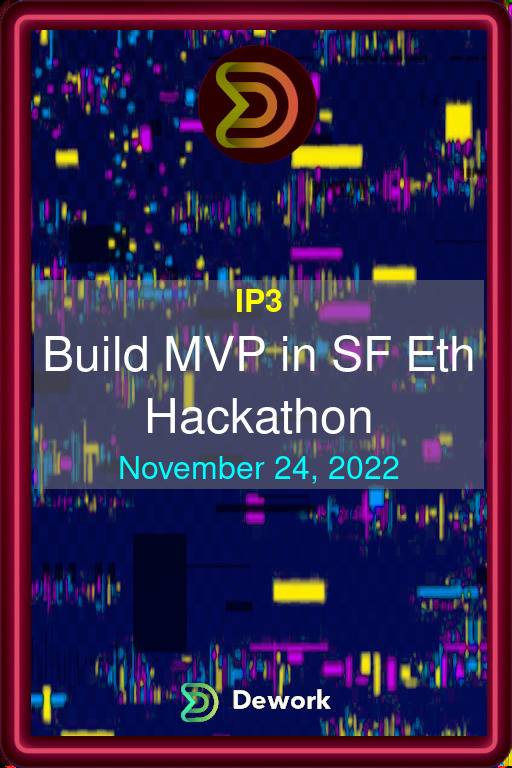 IP3
Build MVP in SF Eth
Hackathon
November 24, 2022
Dework